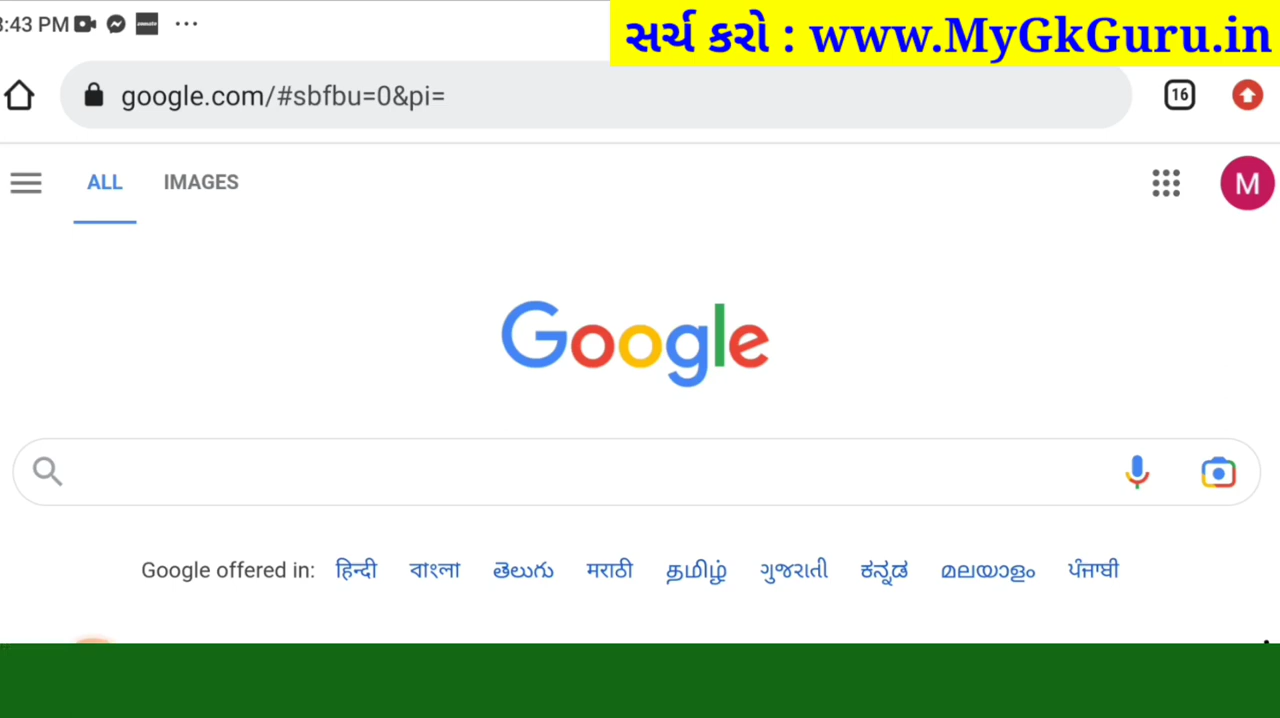 :43 PM
સર્ચ કરો : www.MyGkGuru.in
google.com/#sbfbu=0&pi=
16
ALL IMAGES
M
Google
Google offered in: हिन्दी বাংলা తెలుగు मराठी தமிழ் ગુજરાતી ಕನ್ನಡ മലയാളം ਪੰਜਾਬੀ